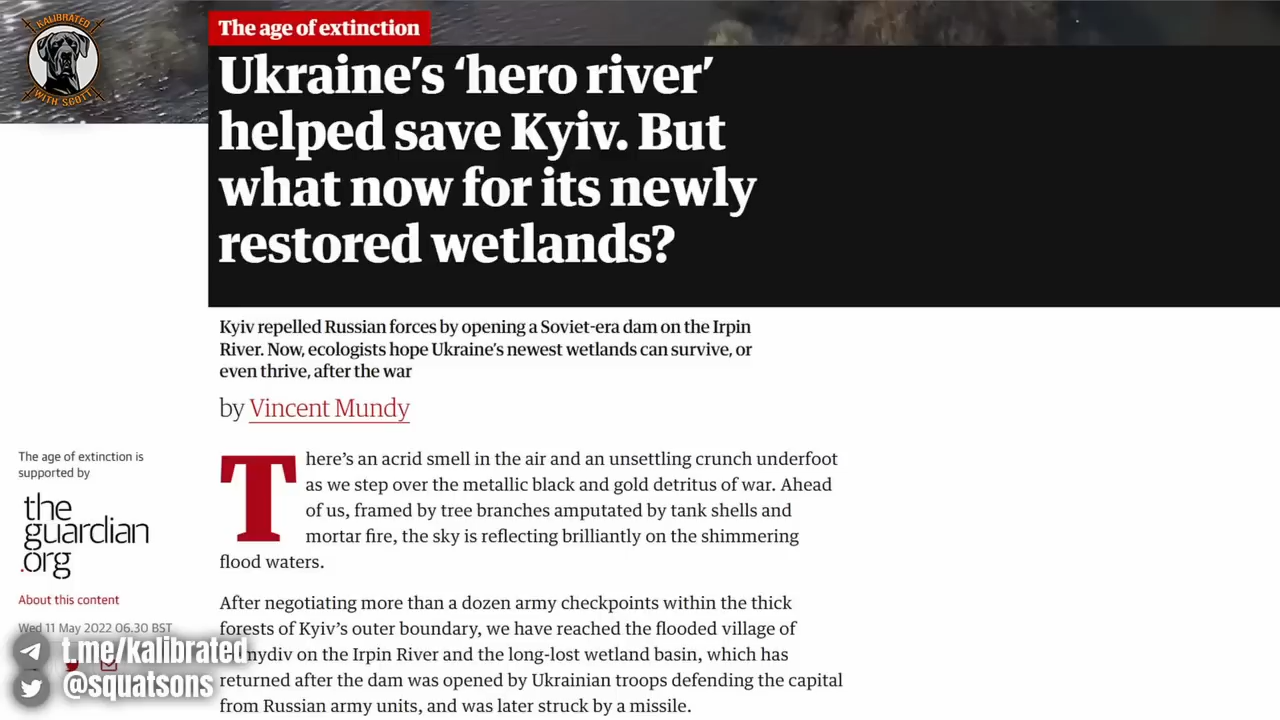 KALIBRATED
WITH SCOTT
The age of extinction
Ukraine’s ‘hero river’
helped save Kyiv. But
what now for its newly
restored wetlands?
Kyiv repelled Russian forces by opening a Soviet-era dam on the Irpin
River. Now, ecologists hope Ukraine’s newest wetlands can survive, or
even thrive, after the war
by Vincent Mundy
The age of extinction is
supported by
the
guardian
.org
About this content
Wed 11 May 2022 06.30 BST
There’s an acrid smell in the air and an unsettling crunch underfoot
as we step over the metallic black and gold detritus of war. Ahead
of us, framed by tree branches amputated by tank shells and
mortar fire, the sky is reflecting brilliantly on the shimmering
flood waters.
After negotiating more than a dozen army checkpoints within the thick
forests of Kyiv’s outer boundary, we have reached the flooded village of
on the Irpin River and the long-lost wetland basin, which has
returned after the dam was opened by Ukrainian troops defending the capital
from Russian army units, and was later struck by a missile.
t.me/kalibrated
@squatsons